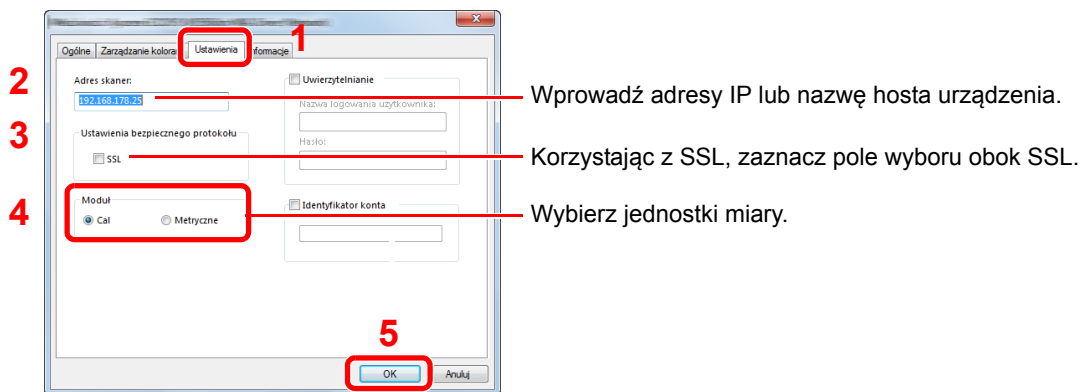 1
Ogólne Zarządzanie kolorami Ustawienia Informacje
2
Adres skaner:
Uwierzytelnianie
192.168.178.25
Wprowadź adresy IP lub nazwę hosta urządzenia.
Nazwa logowania użytkownika:
3
Ustawienia bezpiecznego protokołu
Hasło:
SSL
Korzystając z SSL, zaznacz pole wyboru obok SSL.
4
Moduł
Identyfikator konta
Cal Metryczne
Wybierz jednostki miary.
5
OK Anuluj